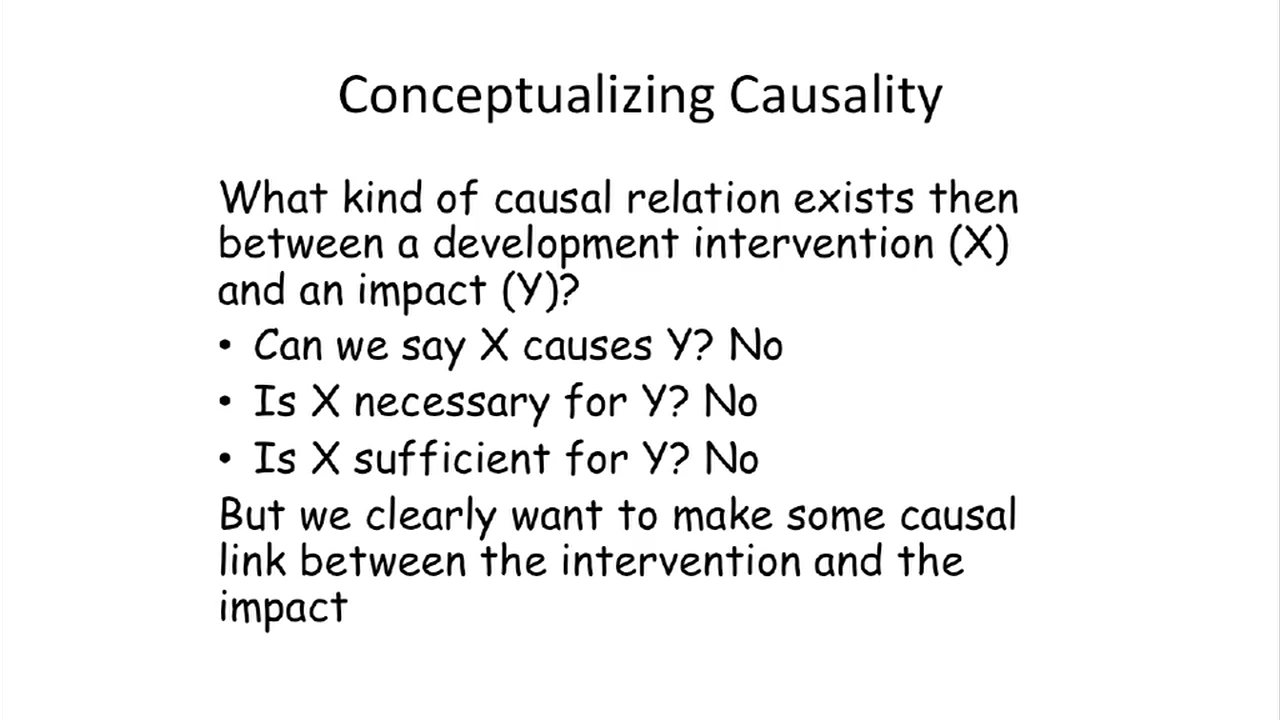 Conceptualizing Causality
What kind of causal relation exists then
between a development intervention (X)
and an impact (Y)?
• Can we say X causes Y? No
• Is X necessary for Y? No
• Is X sufficient for Y? No
But we clearly want to make some causal
link between the intervention and the
impact